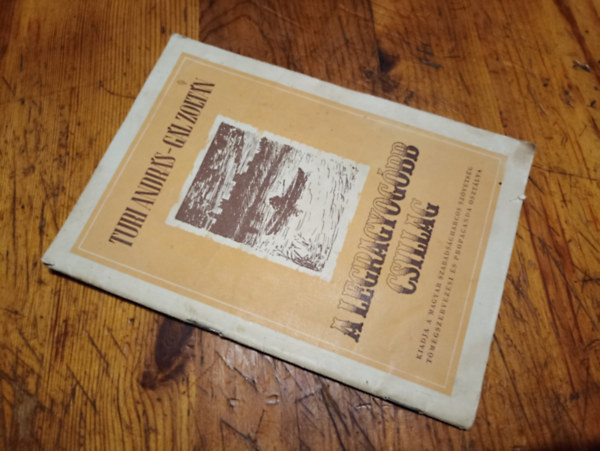 TURI ANDRÁS-GÁL ZOLTÁN
A LEGRAGYOGÓBB
CSILLAG
KIADJA A MAGYAR SZABADSÁGHARCOS SZÖVETSÉG
TÖMEGSZERVEZÉSI ÉS PROPAGANDA OSZTÁLYA